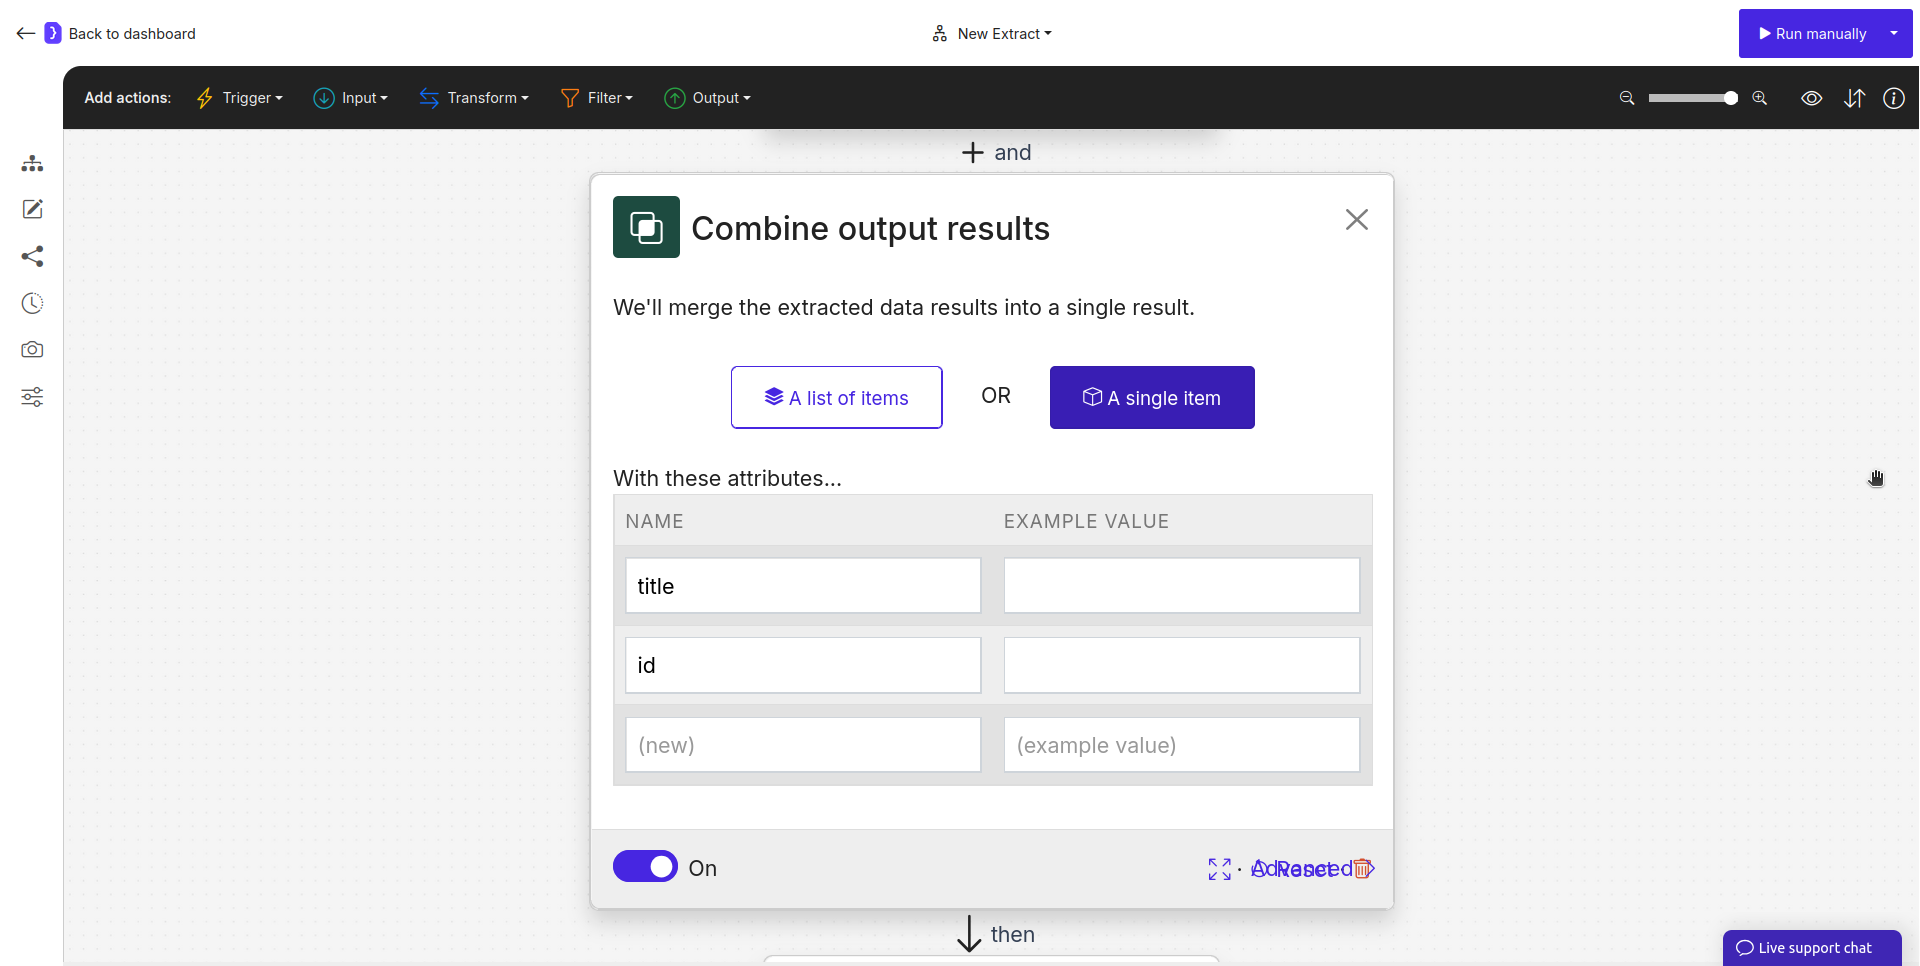 Back to dashboard
New Extract
Run manually
Add actions:
Trigger
Input
Transform
Filter
Output
and
Combine output results
We'll merge the extracted data results into a single result.
A list of items
OR
A single item
With these attributes...
NAME
EXAMPLE VALUE
title
id
(new)
(example value)
On
· Advanced
Reset
then
Live support chat